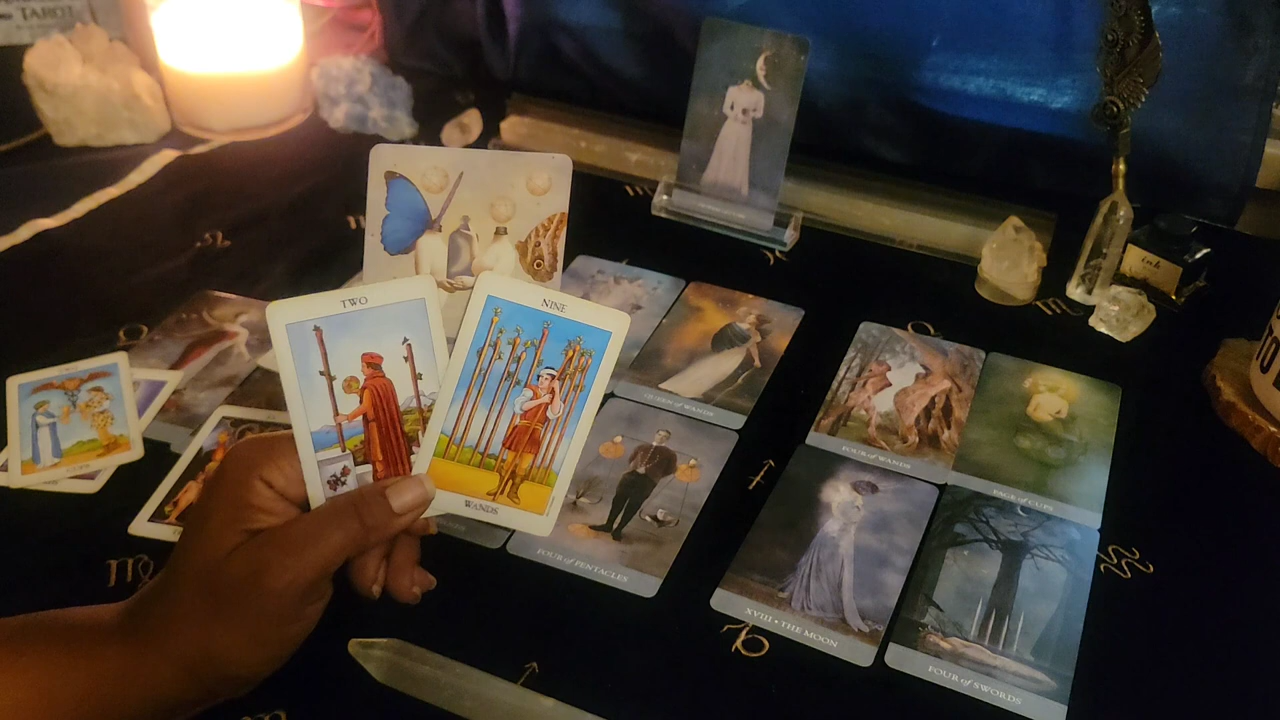 TAROT
TWO
NINE
WANDS
QUEEN of WANDS
FOUR of PENTACLES
FOUR of WANDS
PAGE of CUPS
XVIII • THE MOON
FOUR of SWORDS
ink